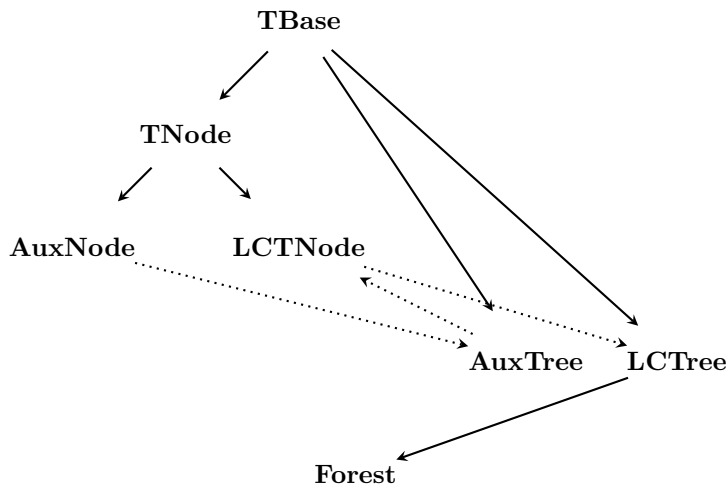 TBase
TNode
AuxNode
LCTNode
AuxTree
LCTree
Forest